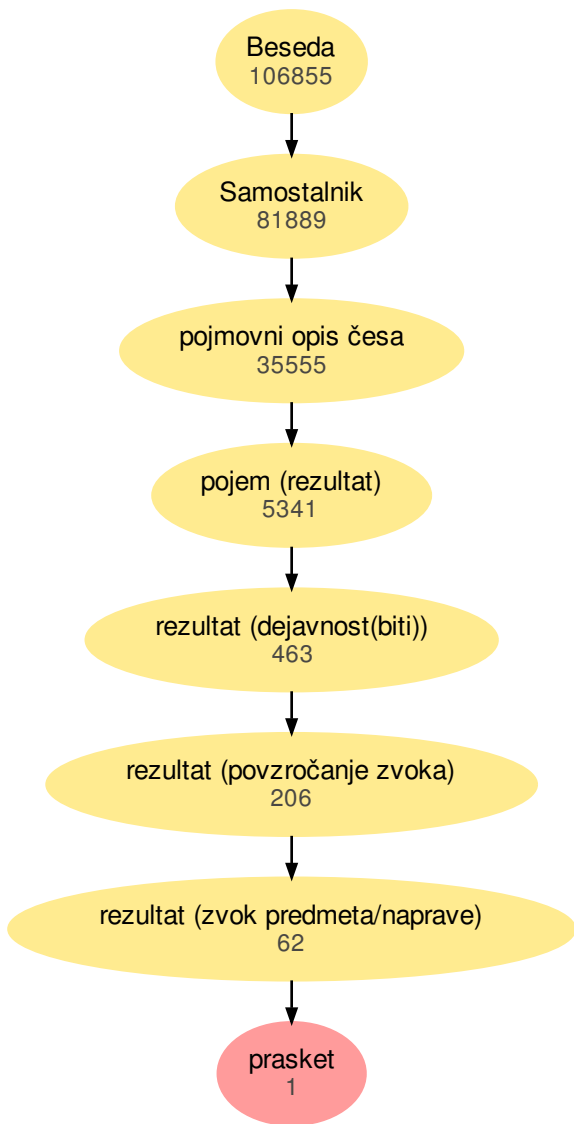 Beseda
106855
Samostalnik
81889
pojmovni opis česa
35555
pojem (rezultat)
5341
rezultat (dejavnost(biti))
463
rezultat (povzročanje zvoka)
206
rezultat (zvok predmeta/naprave)
62
prasket
1